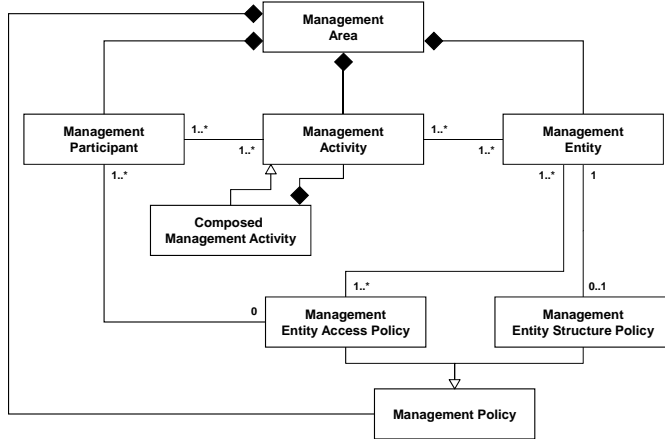 Management
Area
Management
Participant
1..*
1..*
Management
Activity
1..*
1..*
Management
Entity
1..*
1..*
1
Composed
Management Activity
1..*
0..1
0
Management
Entity Access Policy
Management
Entity Structure Policy
Management Policy